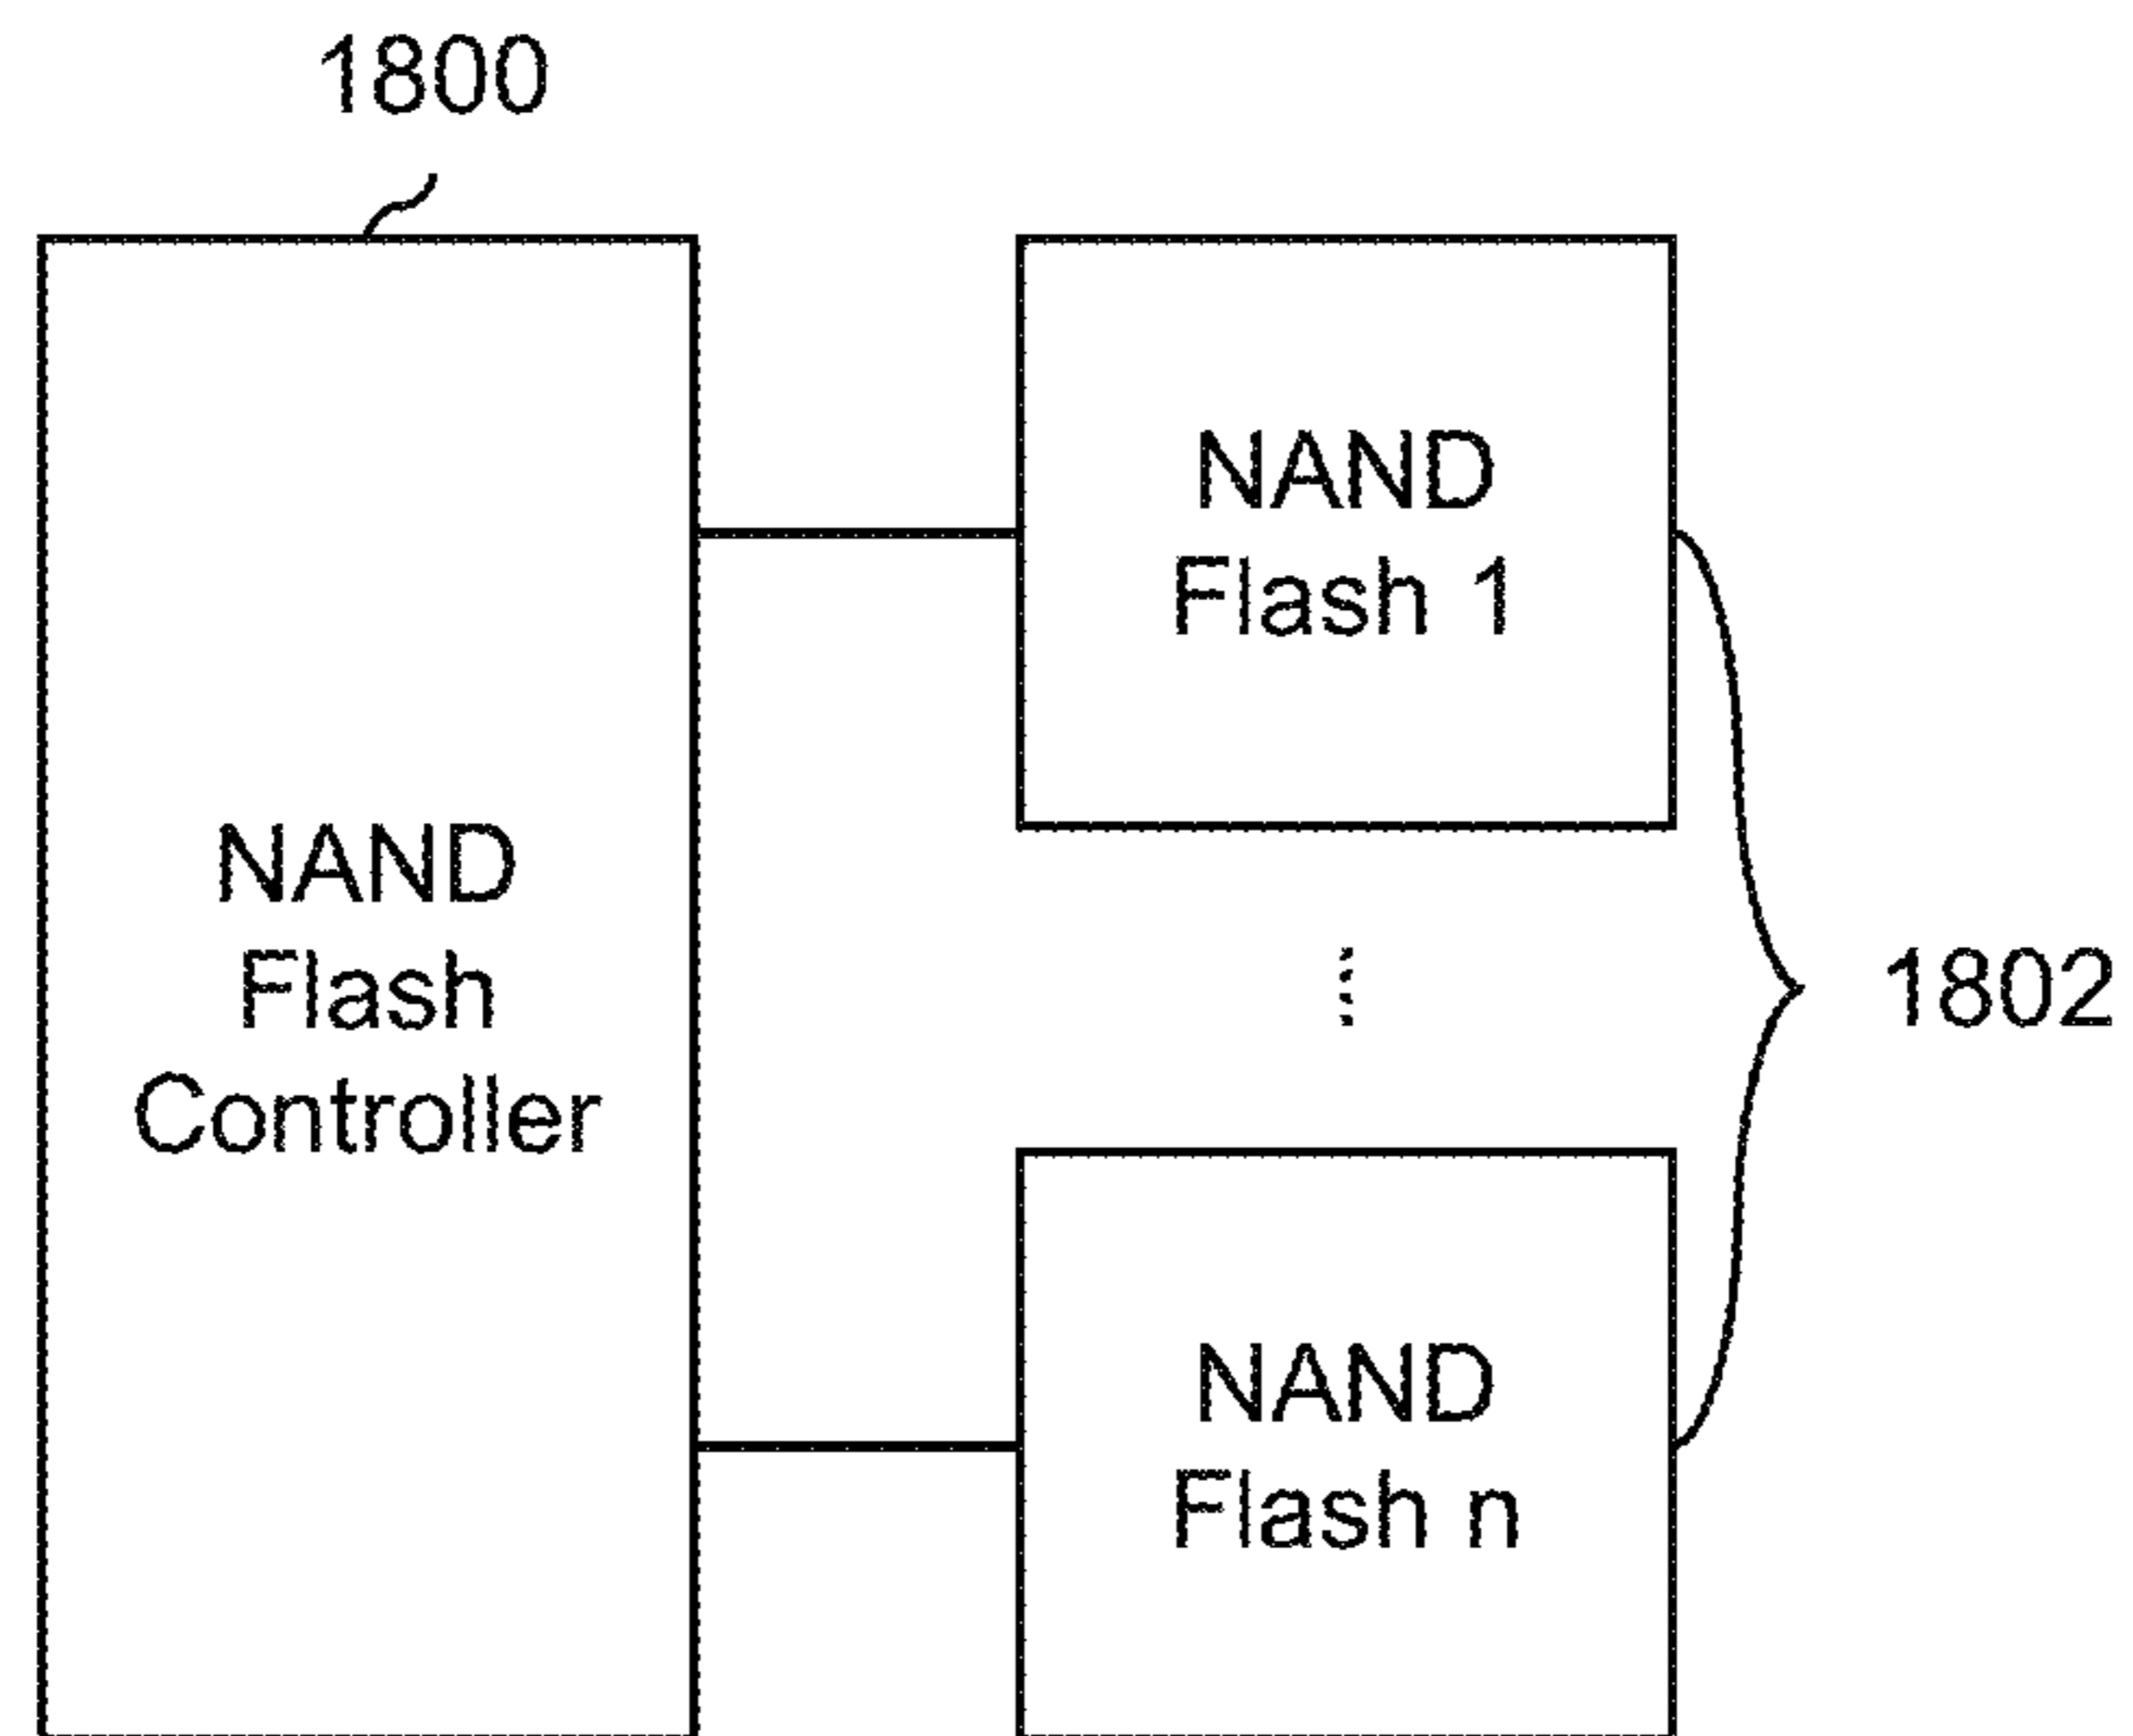 1800
NAND
Flash 1
NAND
Flash
Controller
⋮
1802
NAND
Flash n